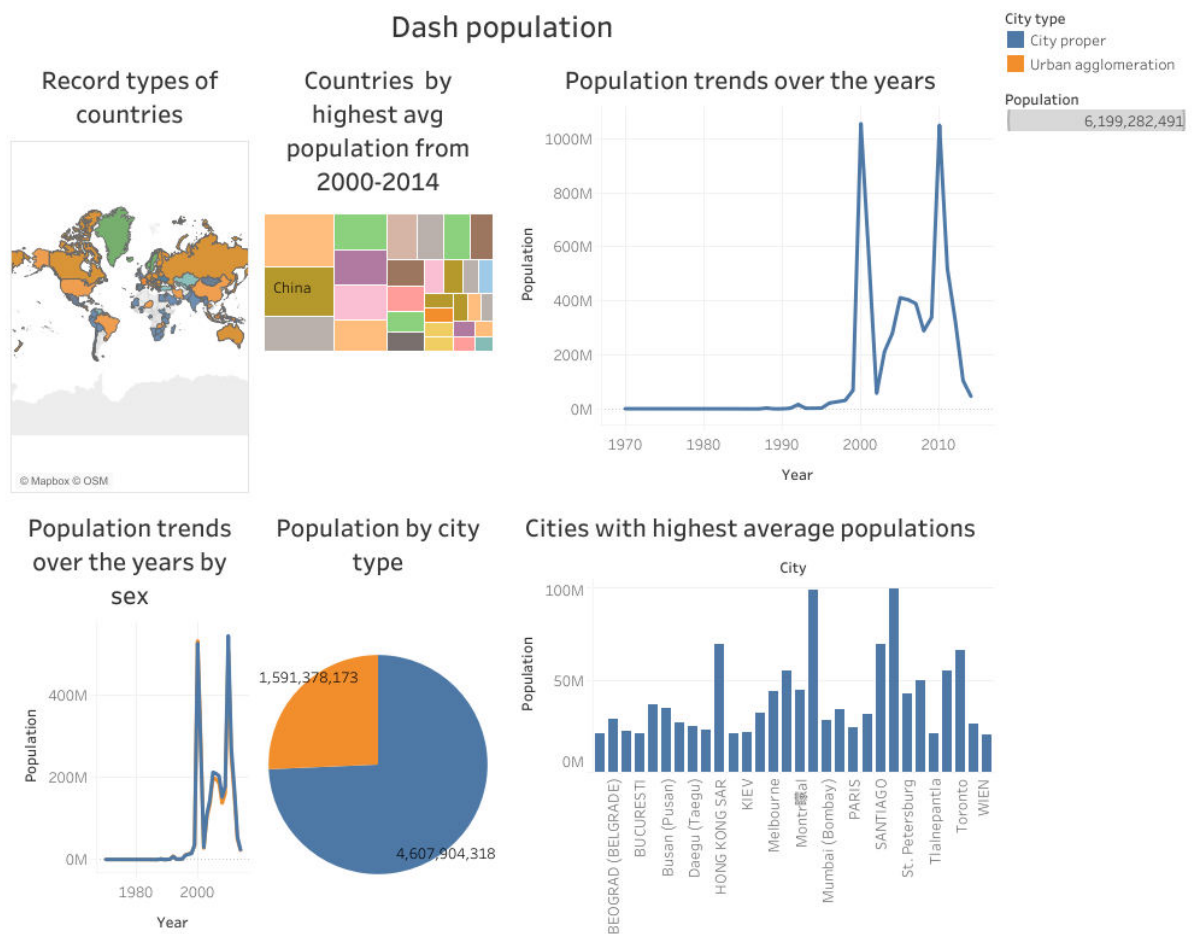 Dash population
City type
City proper
Urban agglomeration
Population
6,199,282,491
Record types of
countries
© Mapbox © OSM
Countries by
highest avg
population from
2000-2014
China
Population trends over the years
Population
1000M
800M
600M
400M
200M
0M
1970
1980
1990
2000
2010
Year
Population trends
over the years by
sex
Population
400M
200M
0M
1980
2000
Year
Population by city
type
1,591,378,173
4,607,904,318
Cities with highest average populations
City
Population
100M
50M
0M
BEOGRAD (BELGRADE)
BUCURESTI
Busan (Pusan)
Daegu (Taegu)
HONG KONG SAR
KIEV
Melbourne
Mumbai (Bombay)
PARIS
SANTIAGO
St. Petersburg
Tlalnepantla
Toronto
WIEN